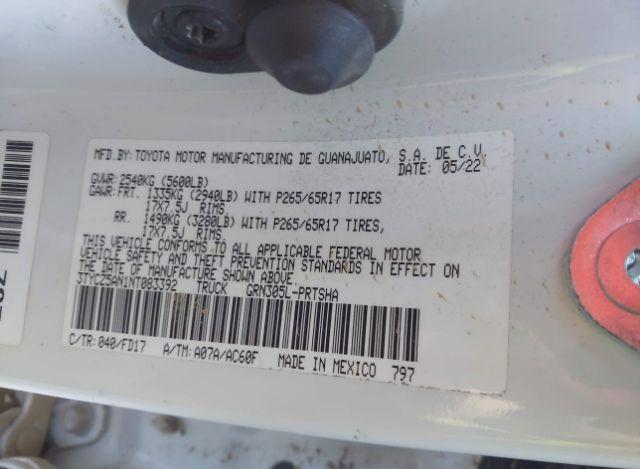 MFD.BY:TOYOTA MOTOR MANUFACTURING DE GUANAJUATO, S.A. DE C.V.
DATE: 05/22
GVWR:2540KG (5600LB)
GAWR:FRT. 1335KG (2940LB) WITH P265/65R17 TIRES
17X7.5J RIMS
RR. 1490KG (3280LB) WITH P265/65R17 TIRES,
17X7.5J RIMS
THIS VEHICLE CONFORMS TO ALL APPLICABLE FEDERAL MOTOR
VEHICLE SAFETY AND THEFT PREVENTION STANDARDS IN EFFECT ON
THE DATE OF MANUFACTURE SHOWN ABOVE.
3TYCZ5AN1NT083392 TRUCK GRN305L-PRTSHA
C/TR:040/FD17 A/TM:A07A/AC60F MADE IN MEXICO 797